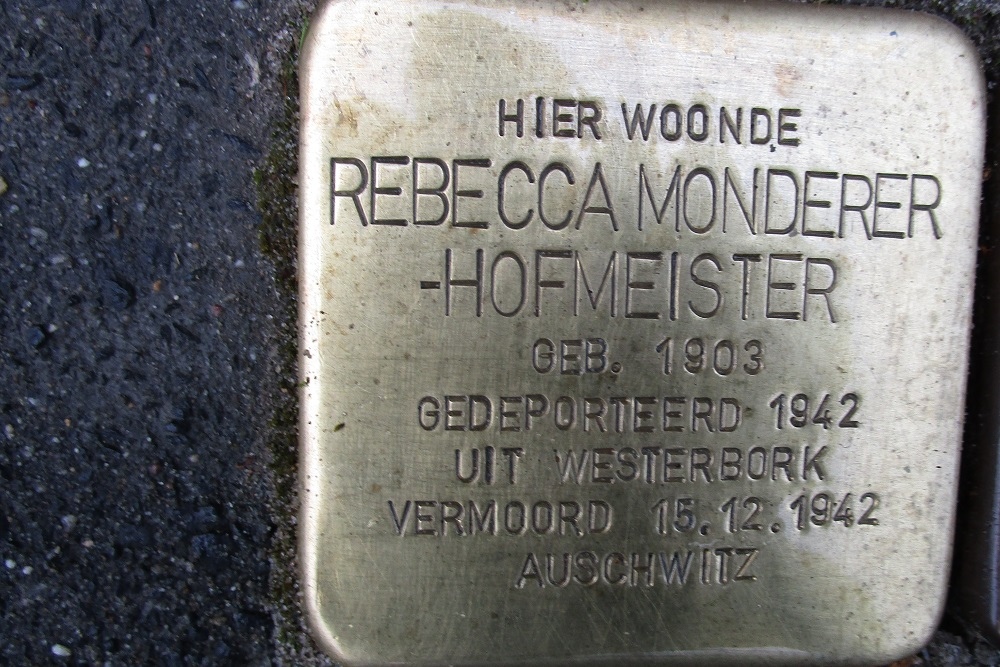 HIER WOONDE
REBECCA MONDERER
-HOFMEISTER
GEB. 1903
GEDEPORTEERD 1942
UIT WESTERBORK
VERMOORD 15.12.1942
AUSCHWITZ